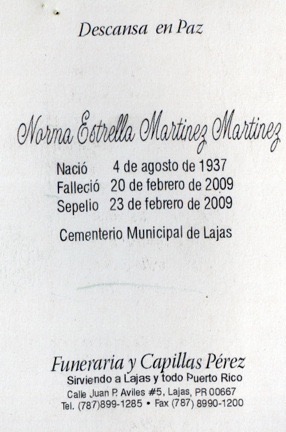 Descansa en Paz
Norma Estrella Martinez Martinez
Nació 4 de agosto de 1937
Falleció 20 de febrero de 2009
Sepelio 23 de febrero de 2009
Cementerio Municipal de Lajas
Funeraria y Capillas Pérez
Sirviendo a Lajas y todo Puerto Rico
Calle Juan P. Aviles #5, Lajas, PR 00667
Tel. (787)899-1285 • Fax (787) 8990-1200